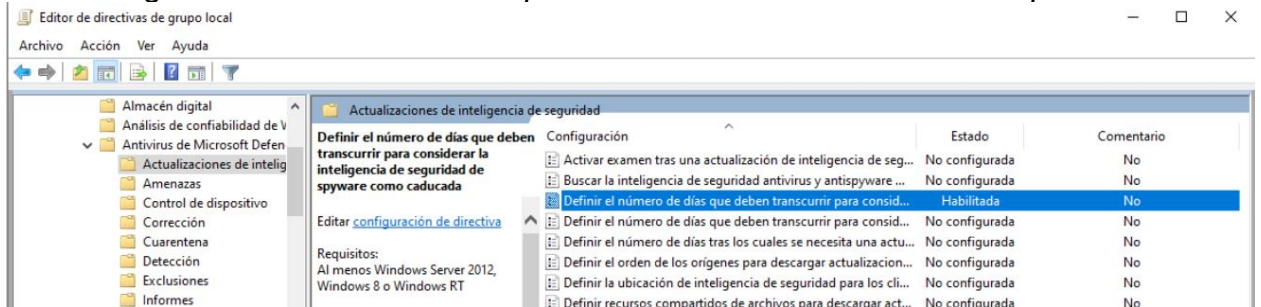 Editor de directivas de grupo local
Archivo Acción Ver Ayuda
Almacén digital
Análisis de confiabilidad de
Antivirus de Microsoft Defen
Actualizaciones de intelig
Amenazas
Control de dispositivo
Corrección
Cuarentena
Detección
Exclusiones
Informes
Actualizaciones de inteligencia de seguridad
Definir el número de días que deben
transcurrir para considerar la
inteligencia de seguridad de
spyware como caducada
Editar configuración de directiva
Requisitos:
Al menos Windows Server 2012,
Windows 8 o Windows RT
Configuración Estado Comentario
Activar examen tras una actualización de inteligencia de seg... No configurada No
Buscar la inteligencia de seguridad antivirus y antispyware ... No configurada No
Definir el número de días que deben transcurrir para consid... Habilitada No
Definir el número de días que deben transcurrir para consid... No configurada No
Definir el número de días tras los cuales se necesita una actu... No configurada No
Definir el orden de los orígenes para descargar actualizacion... No configurada No
Definir la ubicación de inteligencia de seguridad para los cli... No configurada No
Definir recursos compartidos de archivos para descargar act... No configurada No